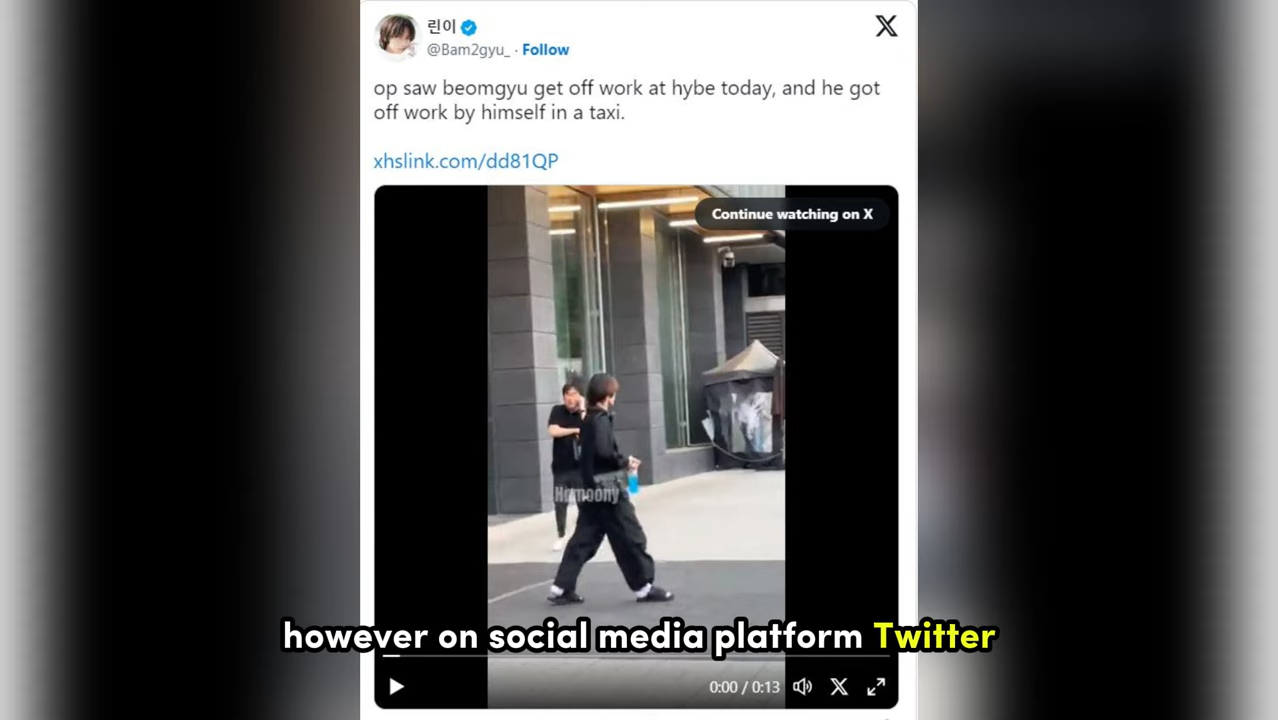 린이
@Bam2gyu_ · Follow
X
op saw beomgyu get off work at hybe today, and he got
off work by himself in a taxi.
xhslink.com/dd81QP
Continue watching on X
Hemoony
however on social media platform Twitter
0:00 / 0:13